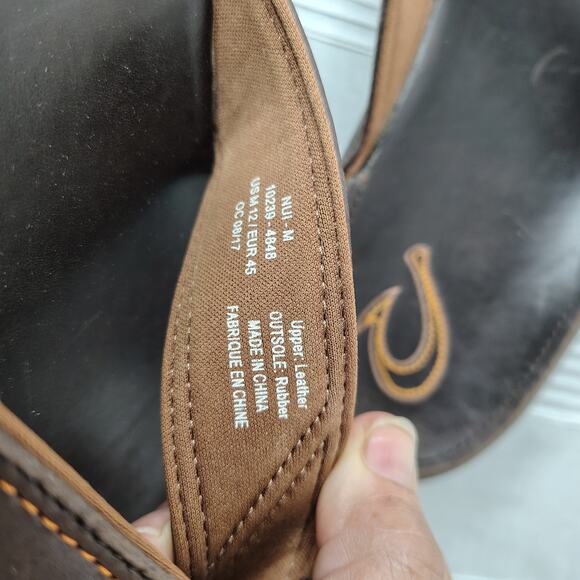 NUI - M
10239 - 4848
US M 12 / EUR 45
QC 08/17
Upper: Leather
OUTSOLE: Rubber
MADE IN CHINA
FABRIQUE EN CHINE